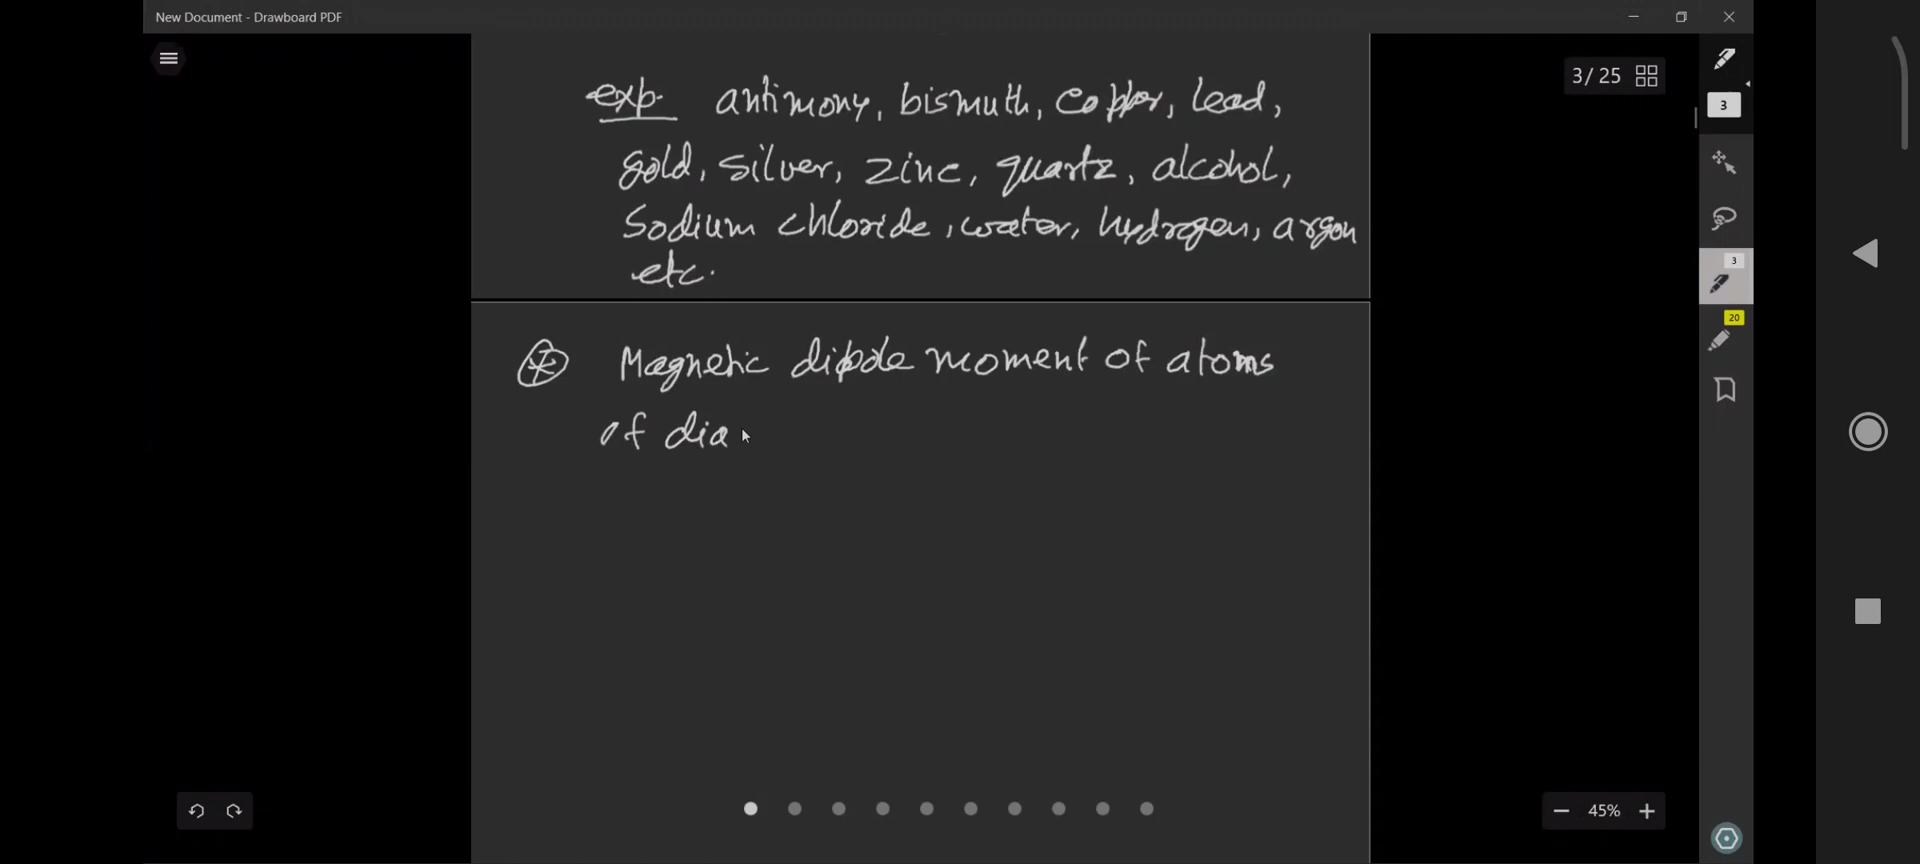 New Document - Drawboard PDF
3/25
3
exp. antimony, bismuth, copper, lead,
gold, silver, zinc, quartz, alcohol,
Sodium chloride, water, hydrogen, argon
etc.
3
20
Magnetic dipole moment of atoms
of dia
45%